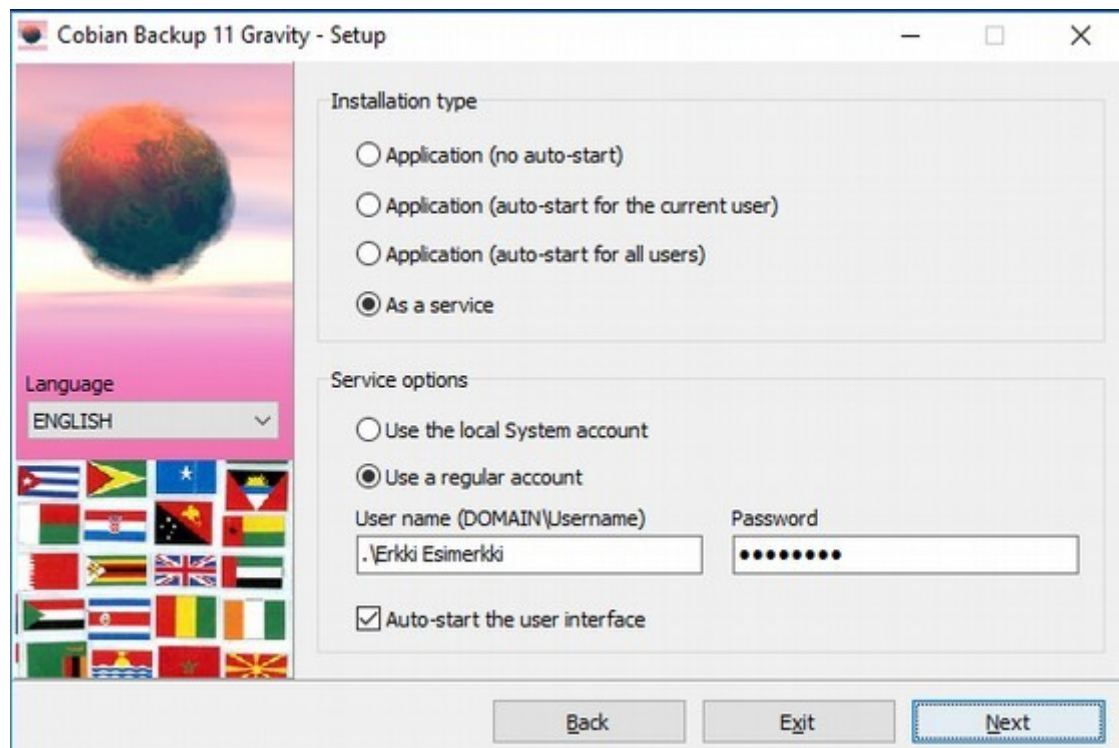 Cobian Backup 11 Gravity - Setup
Installation type
Application (no auto-start)
Application (auto-start for the current user)
Application (auto-start for all users)
As a service
Language
ENGLISH
Service options
Use the local System account
Use a regular account
User name (DOMAIN\Username)
Password
.\Erkki Esimerkki
●●●●●●●●
Auto-start the user interface
Back
Exit
Next